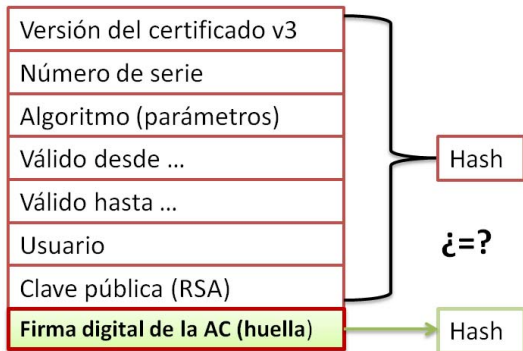 Versión del certificado v3
Número de serie
Algoritmo (parámetros)
Válido desde ...
Válido hasta ...
Usuario
Clave pública (RSA)
Firma digital de la AC (huella)
Hash
¿=?
Hash